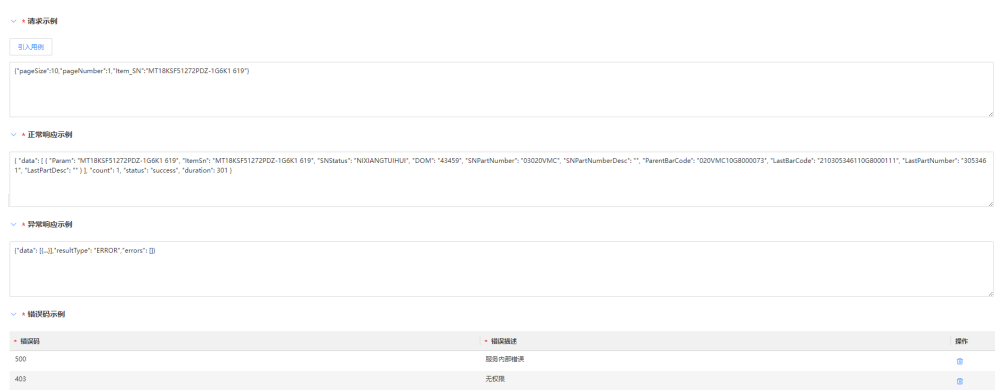 * 请求示例
引入用例
{"pageSize":10,"pageNumber":1,"Item_SN":"MT18KSF51272PDZ-1G6K1 619"}
* 正常响应示例
{ "data": [ { "Param": "MT18KSF51272PDZ-1G6K1 619", "ItemSn": "MT18KSF51272PDZ-1G6K1 619", "SNStatus": "NIXIANGTUIHUI", "DOM": "43459", "SNPartNumber": "03020VMC", "SNPartNumberDesc": "", "ParentBarCode": "020VMC10G8000073", "LastBarCode": "210305346110G8000111", "LastPartNumber": "305346
1", "LastPartDesc": "" } ], "count": 1, "status": "success", "duration": 301 }
* 异常响应示例
{"data": [{...}],"resultType": "ERROR","errors": []}
* 错误码示例
* 错误码 * 错误描述 操作
500 服务内部错误
403 无权限